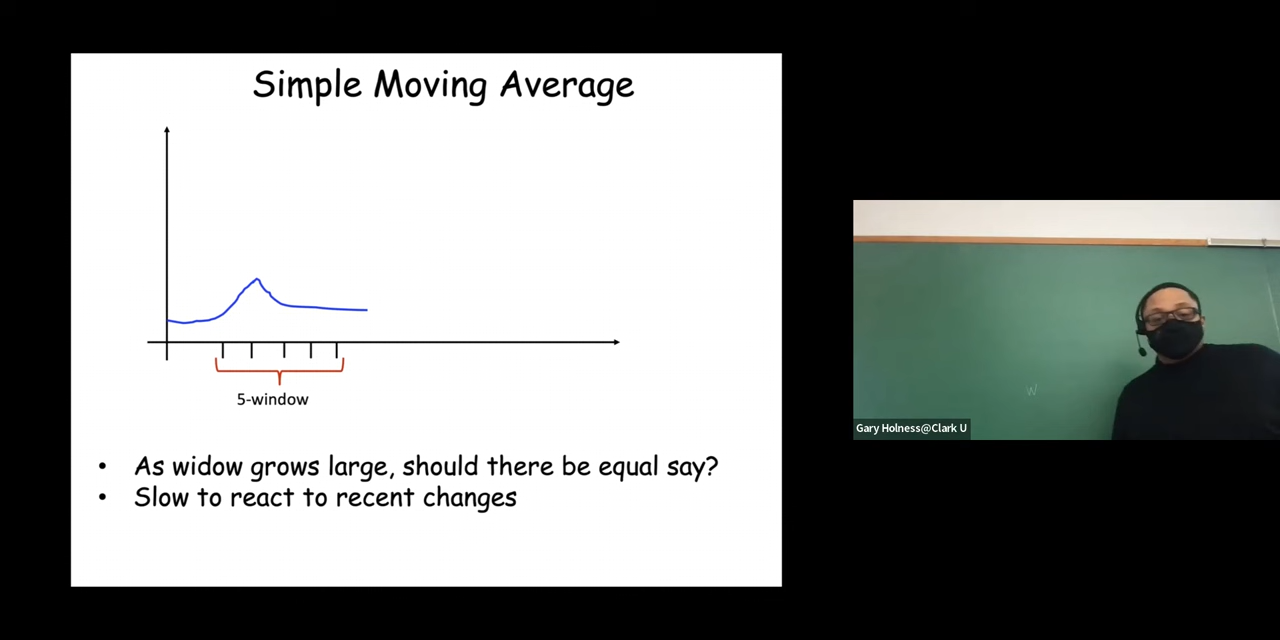 Simple Moving Average
5-window
• As widow grows large, should there be equal say?
• Slow to react to recent changes
W
Gary Holness@Clark U